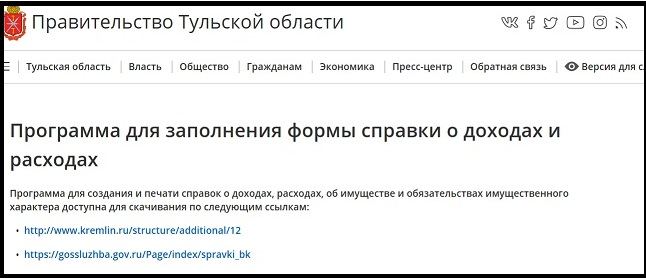 Правительство Тульской области
Тульская область Власть Общество Гражданам Экономика Пресс-центр Обратная связь Версия для
Программа для заполнения формы справки о доходах и
расходах
Программа для создания и печати справок о доходах, расходах, об имуществе и обязательствах имущественного
характера доступна для скачивания по следующим ссылкам:
• http://www.kremlin.ru/structure/additional/12
• https://gossluzhba.gov.ru/Page/index/spravki_bk